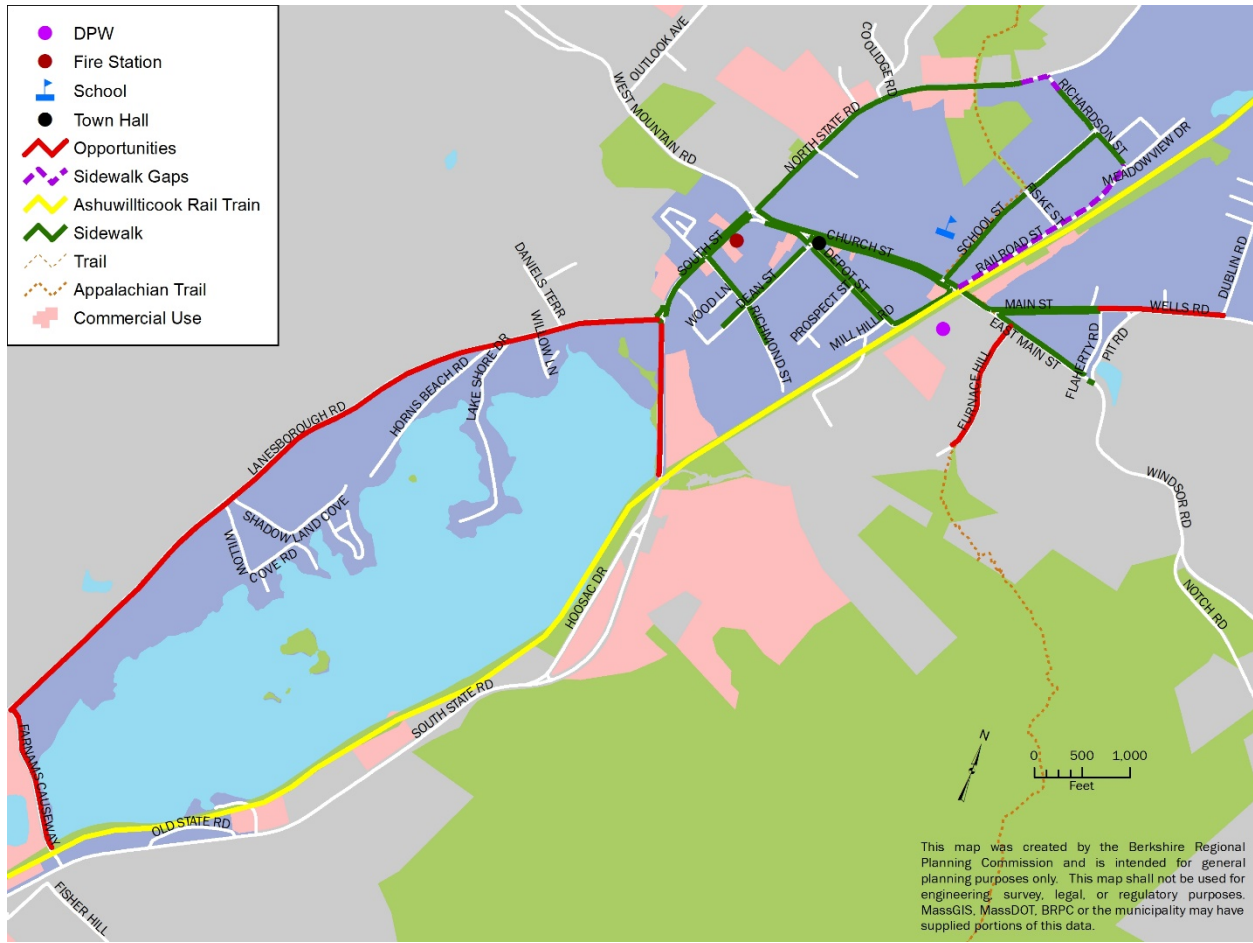 DPW
Fire Station
School
Town Hall
Opportunities
Sidewalk Gaps
Ashuwillticook Rail Train
Sidewalk
Trail
Appalachian Trail
Commercial Use
OUTLOOK AVE
COOLIDGE RD
WEST MOUNTAIN RD
NORTH STATE RD
RICHARDSON ST
MEADOWVIEW DR
FISKE ST
SCHOOL ST
RAILROAD ST
DUBLIN RD
CHURCH ST
SOUTH ST
DEPOT ST
DEAN ST
WOOD LN
RICHMOND ST
PROSPECT ST
MILL HILL RD
MAIN ST
WELLS RD
EAST MAIN ST
FLAHERTY RD
PIT RD
FURNACE HILL
DANIELS TERR
WILLOW LN
LAKE SHORE DR
HORNS BEACH RD
LANESBOROUGH RD
SHADOW LAND COVE
WILLOW
COVE RD
WINDSOR RD
NOTCH RD
HOOSAC DR
SOUTH STATE RD
OLD STATE RD
FARNAMS CAUSEWAY
FISHER HILL
N
0 500 1,000
Feet
This map was created by the Berkshire Regional
Planning Commission and is intended for general
planning purposes only. This map shall not be used for
engineering, survey, legal, or regulatory purposes.
MassGIS, MassDOT, BRPC or the municipality may have
supplied portions of this data.